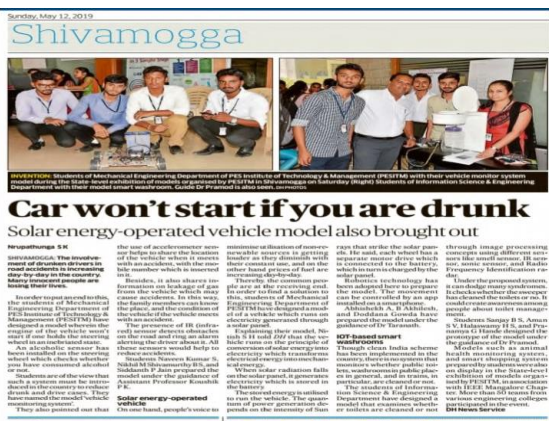 Sunday, May 12, 2019
Shivamogga
INVENTION: Students of Mechanical Engineering Department of PES Institute of Technology & Management (PESITM) with their vehicle monitor system
model during the State-level exhibition of models organised by PESITM in Shivamogga on Saturday (Right) Students of Information Science & Engineering
Department with their model smart washroom. Guide Dr Pramod is also seen. DH PHOTOS
Car won't start if you are drunk
Solar energy-operated vehicle model also brought out
Nrupathunga S K
SHIVAMOGGA: The involve-
ment of drunken drivers in
road accidents is increasing
day-by-day in the country.
Many innocent people are
losing their lives.
In order to put an end to this,
the students of Mechanical
Engineering Department of
PES Institute of Technology &
Management (PESITM) have
designed a model wherein the
engine of the vehicle won't
start if one holds the steering
wheel in an inebriated state.
An alcoholic sensor has
been installed on the steering
wheel which checks whether
you have consumed alcohol
or not.
Students are of the view that
such a system must be intro-
duced in the country to reduce
drunk and drive cases. They
have named the model 'vehicle
monitoring system'.
They also pointed out that
the use of accelerometer sen-
sor helps to share the location
of the vehicle when it meets
with an accident, with the mo-
bile number which is inserted
in it.
Besides, it also shares in-
formation on leakage of gas
from the vehicle which may
cause accidents. In this way,
the family members can know
the place, and the condition of
the vehicle if the vehicle meets
with an accident.
The presence of IR (infra-
red) sensor detects obstacles
on the road during an alarm
alerting the driver about it. All
these sensors would help to
reduce accidents.
Students Naveen Kumar S,
Nikhil M Shivamurthy BS, and
Siddanth P Jain prepared the
model under the guidance of
Assistant Professor Koushik
P K.
Solar energy-operated
vehicle
On one hand, people's voice to
minimise utilisation of non-re-
newable sources is getting
louder as they diminish with
the constant use, and on the
other hand prices of fuel are
increasing day-by-day.
Thereby, the common peo-
ple are at the receiving end.
In order to find a solution to
this, students of Mechanical
Engineering Department of
PESITM have designed a mod-
el of a vehicle which runs on
electricity generated through
a solar panel.
Explaining their model, Ni-
tish S H told DH that the ve-
hicle runs on the principle of
utilisation of solar energy into
electricity which transforms
electrical energy into mechan-
ical energy.
When solar radiation falls
on the solar panel, it generates
electricity which is stored in
the battery.
The stored energy is utilised
to run the vehicle. The quan-
tum of power generation de-
pends on the intensity of Sun
rays that strike the solar pan-
els. He said, each wheel has a
separate motor drive which
is connected to the battery,
which in turn is charged by the
solar panel.
Robotics technology has
been adopted here to prepare
the model. The movement
can be controlled by an app
installed on a smartphone.
Abhishekh A, R Akhilesh,
and Doddana Gowda have
prepared the model under the
guidance of Dr Taranath.
IOT-based smart
washrooms
Though clean India scheme
has been implemented in the
country, there is no system that
monitors whether public toi-
lets, washrooms in public plac-
es in general, and in trains, in
particular, are cleaned or not.
The students of Informa-
tion Science & Engineering
Department have designed a
model that examines wheth-
er toilets are cleaned or not
through image processing
concepts using different sen-
sors like smell sensor, IR sen-
sor, sonic sensor, and Radio
Frequency Identification ra-
dar.
Under the proposed system,
it can dodge many symptoms.
It checks whether the sweeper
has cleaned the toilets or no. It
could create awareness among
people about toilet manage-
ment.
Students Sanjay B S, Amun
S V, Halaswamy H S, and Pra-
namya G Hande designed the
prototype of the model under
the guidance of Dr Pramod.
Models such as animal
health monitoring system,
and smart shopping system
prepared by students were also
on display in the State-level
exhibition of models organ-
ised by PESITM, in association
with IEEE Mangalore Chap-
ter. More than 50 teams from
various engineering colleges
participated in the event.
DH News Service